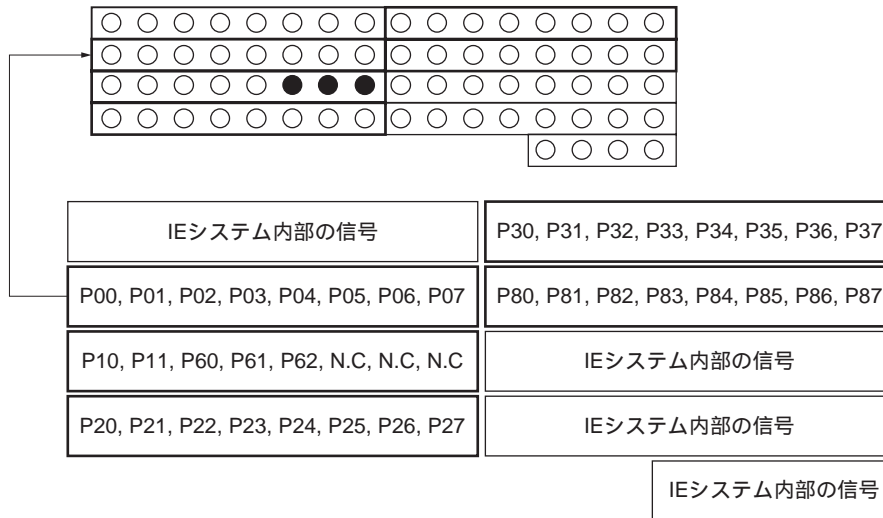 IEシステム内部の信号
P30, P31, P32, P33, P34, P35, P36, P37
P00, P01, P02, P03, P04, P05, P06, P07
P80, P81, P82, P83, P84, P85, P86, P87
P10, P11, P60, P61, P62, N.C, N.C, N.C
IEシステム内部の信号
P20, P21, P22, P23, P24, P25, P26, P27
IEシステム内部の信号
IEシステム内部の信号